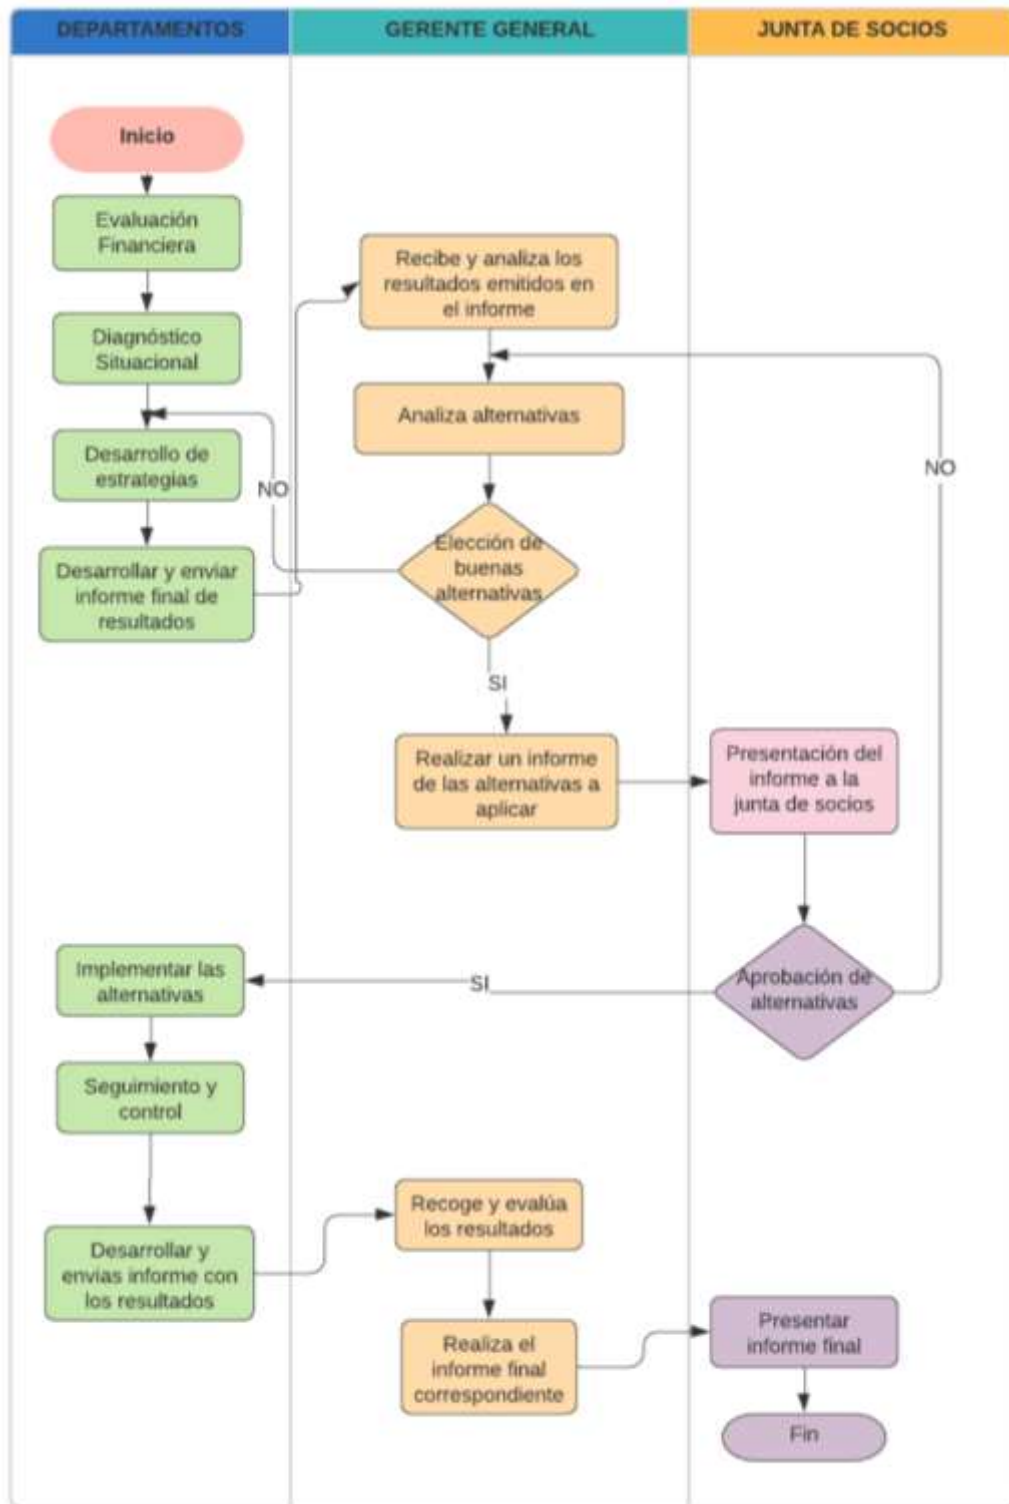 DEPARTAMENTOS
GERENTE GENERAL
JUNTA DE SOCIOS
Inicio
Evaluación
Financiera
Diagnóstico
Situacional
Desarrollo de
estrategias
NO
Desarrollar y enviar
informe final de
resultados
Recibe y analiza los
resultados emitidos en
el informe
Analiza alternativas
Elección de
buenas
alternativas
NO
SI
Realizar un informe
de las alternativas a
aplicar
Presentación del
informe a la
junta de socios
Aprobación de
alternativas
SI
Implementar las
alternativas
Seguimiento y
control
Desarrollar y
envias informe con
los resultados
Recoge y evalúa
los resultados
Realiza el
informe final
correspondiente
Presentar
informe final
Fin